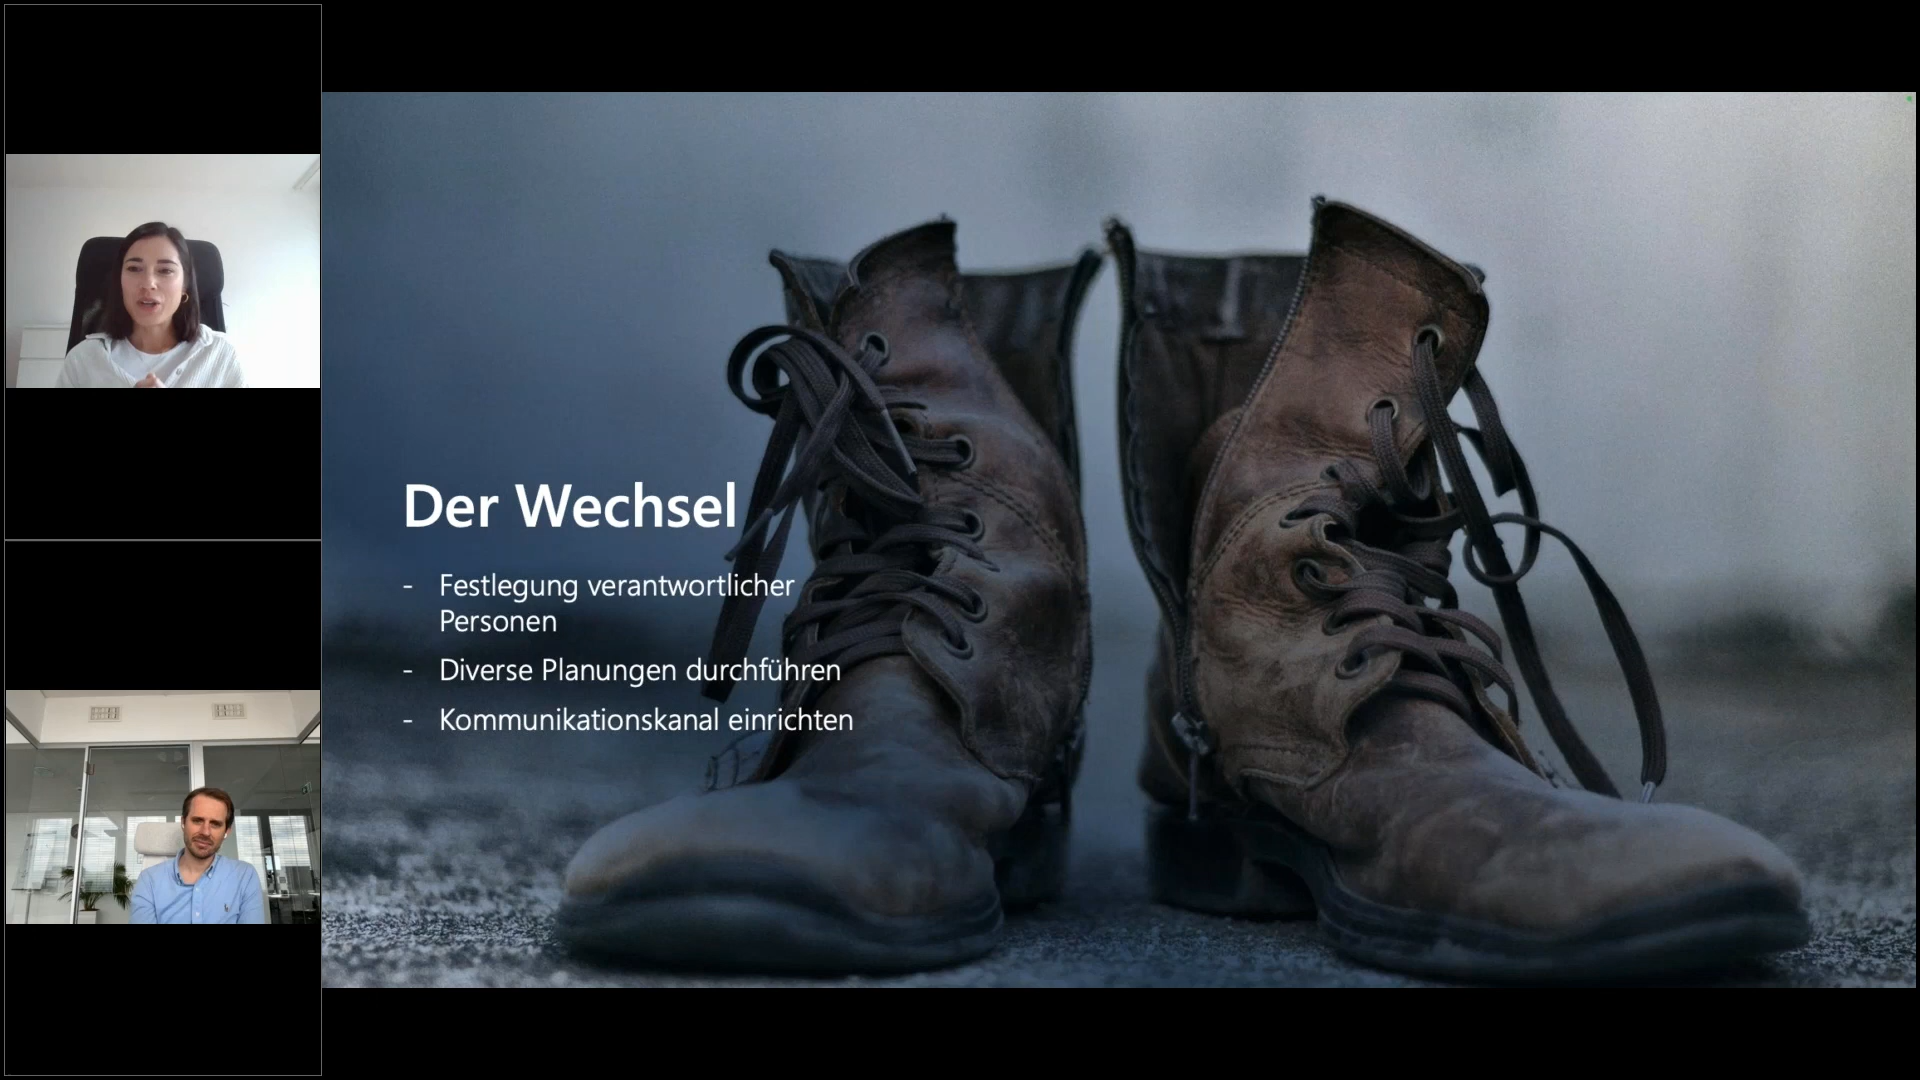 Der Wechsel
- Festlegung verantwortlicher
Personen
- Diverse Planungen durchführen
- Kommunikationskanal einrichten